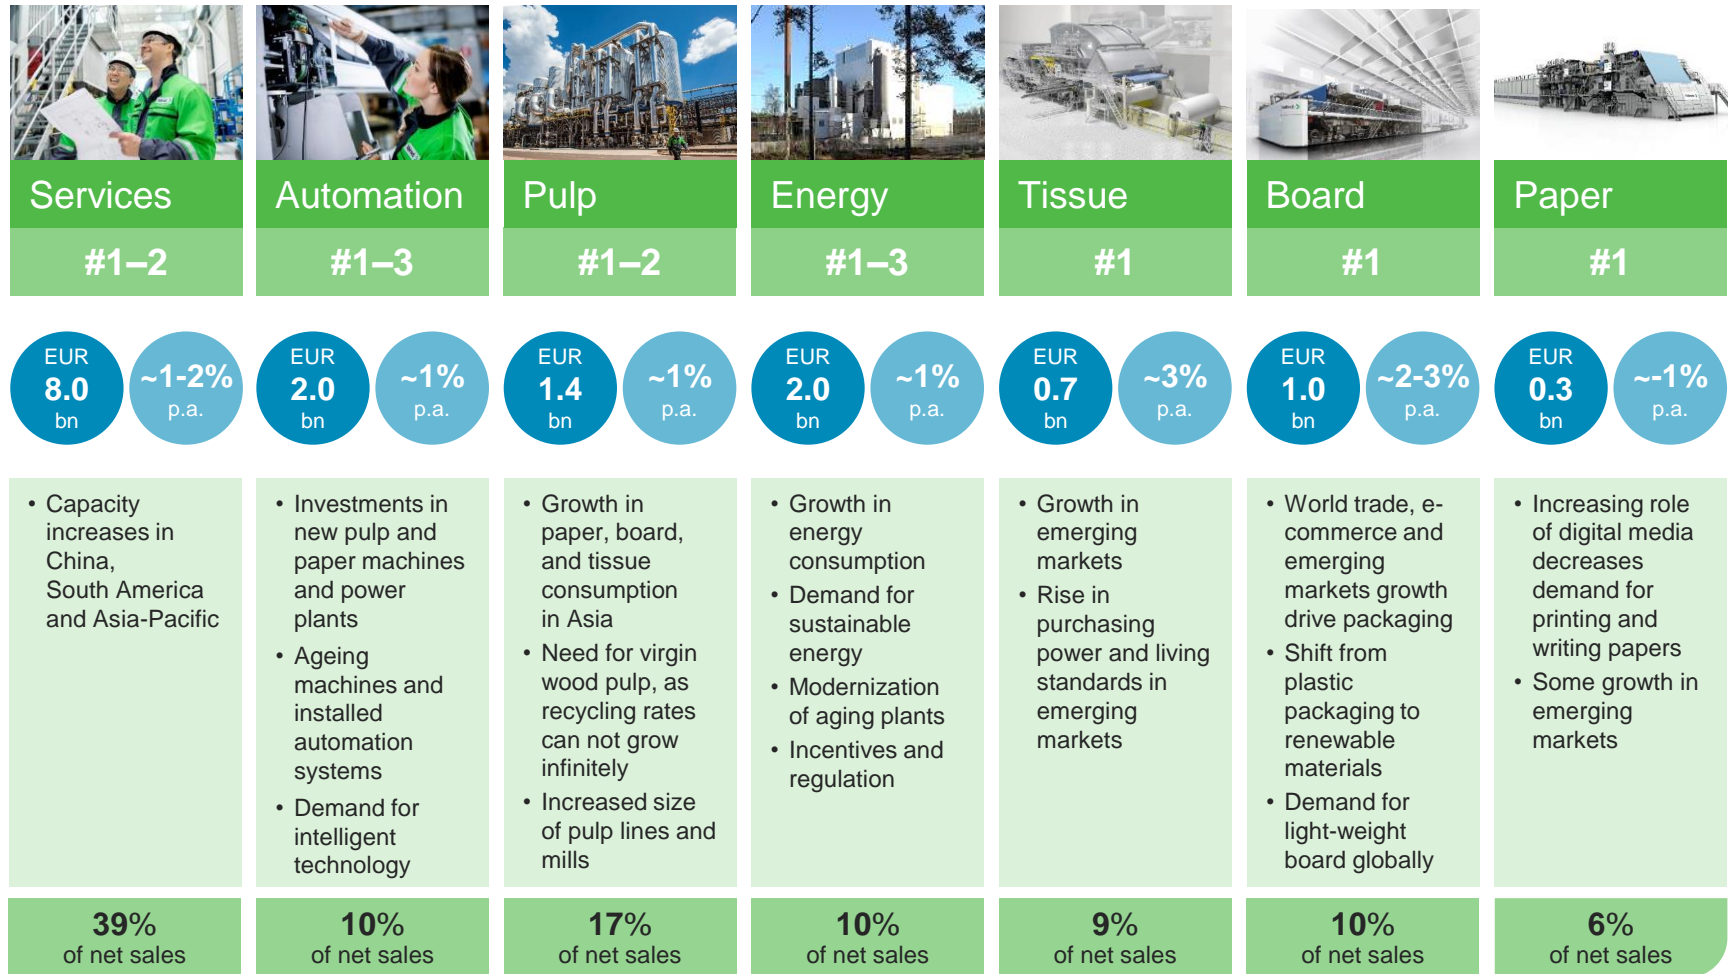 Services
#1–2
EUR
8.0
bn
~1-2%
p.a.
• Capacity
increases in
China,
South America
and Asia-Pacific
39%
of net sales
Automation
#1–3
EUR
2.0
bn
~1%
p.a.
• Investments in
new pulp and
paper machines
and power
plants
• Ageing
machines and
installed
automation
systems
• Demand for
intelligent
technology
10%
of net sales
Pulp
#1–2
EUR
1.4
bn
~1%
p.a.
• Growth in
paper, board,
and tissue
consumption
in Asia
• Need for virgin
wood pulp, as
recycling rates
can not grow
infinitely
• Increased size
of pulp lines and
mills
17%
of net sales
Energy
#1–3
EUR
2.0
bn
~1%
p.a.
• Growth in
energy
consumption
• Demand for
sustainable
energy
• Modernization
of aging plants
• Incentives and
regulation
10%
of net sales
Tissue
#1
EUR
0.7
bn
~3%
p.a.
• Growth in
emerging
markets
• Rise in
purchasing
power and living
standards in
emerging
markets
9%
of net sales
Board
#1
EUR
1.0
bn
~2-3%
p.a.
• World trade, e-
commerce and
emerging
markets growth
drive packaging
• Shift from
plastic
packaging to
renewable
materials
• Demand for
light-weight
board globally
10%
of net sales
Paper
#1
EUR
0.3
bn
~-1%
p.a.
• Increasing role
of digital media
decreases
demand for
printing and
writing papers
• Some growth in
emerging
markets
6%
of net sales